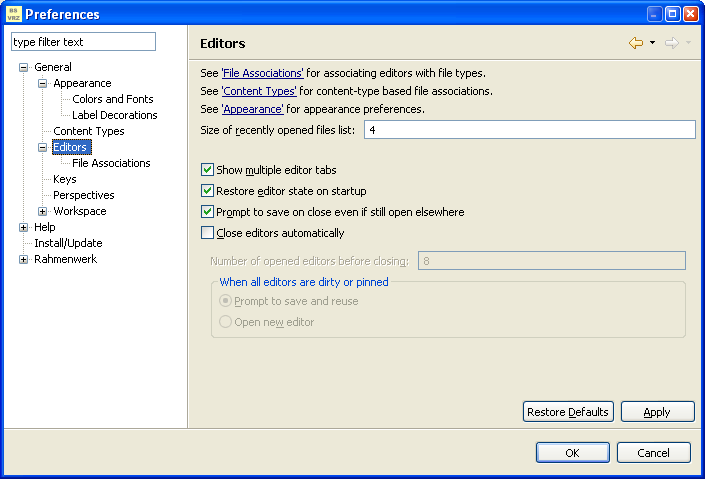 BS
VRZ
Preferences
type filter text
General
Appearance
Colors and Fonts
Label Decorations
Content Types
Editors
File Associations
Keys
Perspectives
Workspace
Help
Install/Update
Rahmenwerk
Editors
See 'File Associations' for associating editors with file types.
See 'Content Types' for content-type based file associations.
See 'Appearance' for appearance preferences.
Size of recently opened files list: 4
Show multiple editor tabs
Restore editor state on startup
Prompt to save on close even if still open elsewhere
Close editors automatically
Number of opened editors before closing: 8
When all editors are dirty or pinned
Prompt to save and reuse
Open new editor
Restore Defaults Apply
OK Cancel